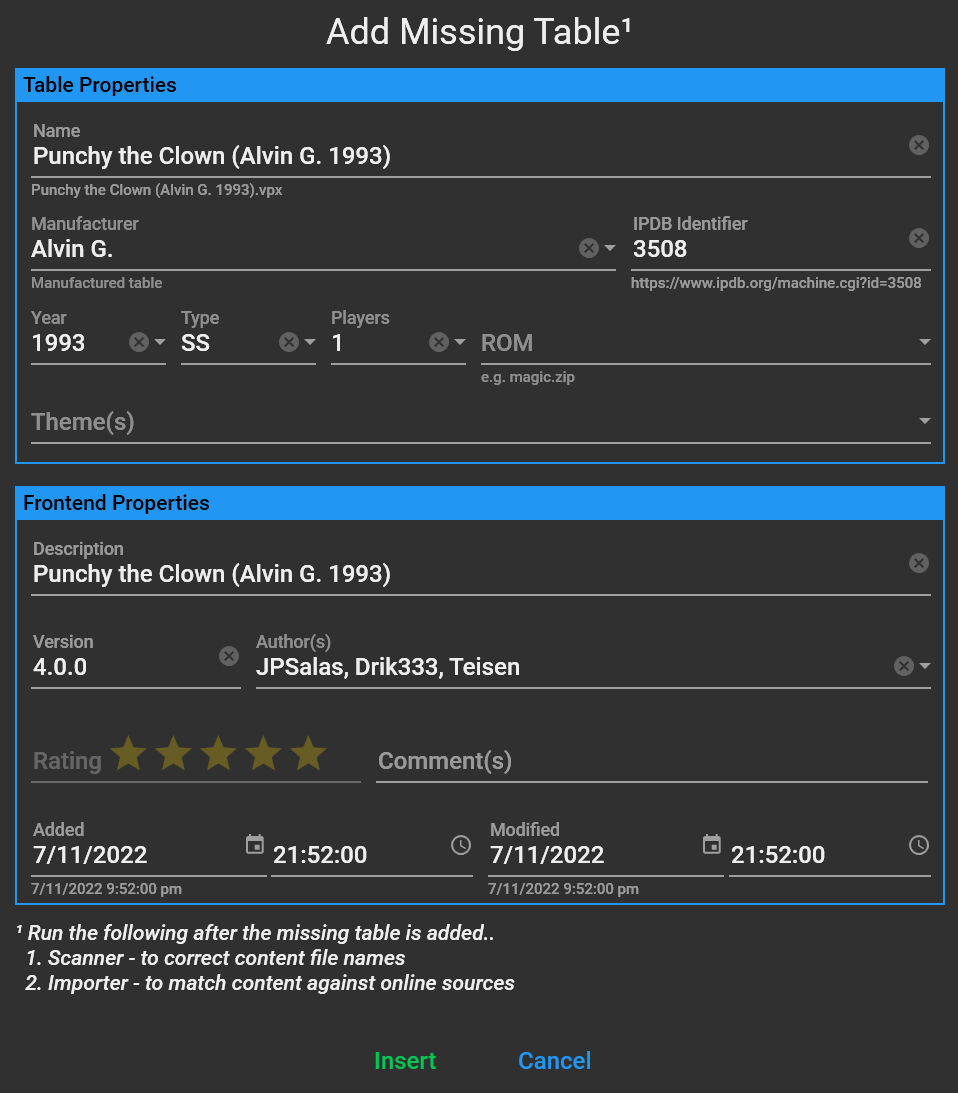 Add Missing Table¹
Table Properties
Name
Punchy the Clown (Alvin G. 1993)
Punchy the Clown (Alvin G. 1993).vpx
Manufacturer
Alvin G.
Manufactured table
IPDB Identifier
3508
https://www.ipdb.org/machine.cgi?id=3508
Year
1993
Type
SS
Players
1
ROM
e.g. magic.zip
Theme(s)
Frontend Properties
Description
Punchy the Clown (Alvin G. 1993)
Version
4.0.0
Author(s)
JPSalas, Drik333, Teisen
Rating
Comment(s)
Added
7/11/2022
21:52:00
7/11/2022 9:52:00 pm
Modified
7/11/2022
21:52:00
7/11/2022 9:52:00 pm
¹ Run the following after the missing table is added..
1. Scanner - to correct content file names
2. Importer - to match content against online sources
Insert
Cancel